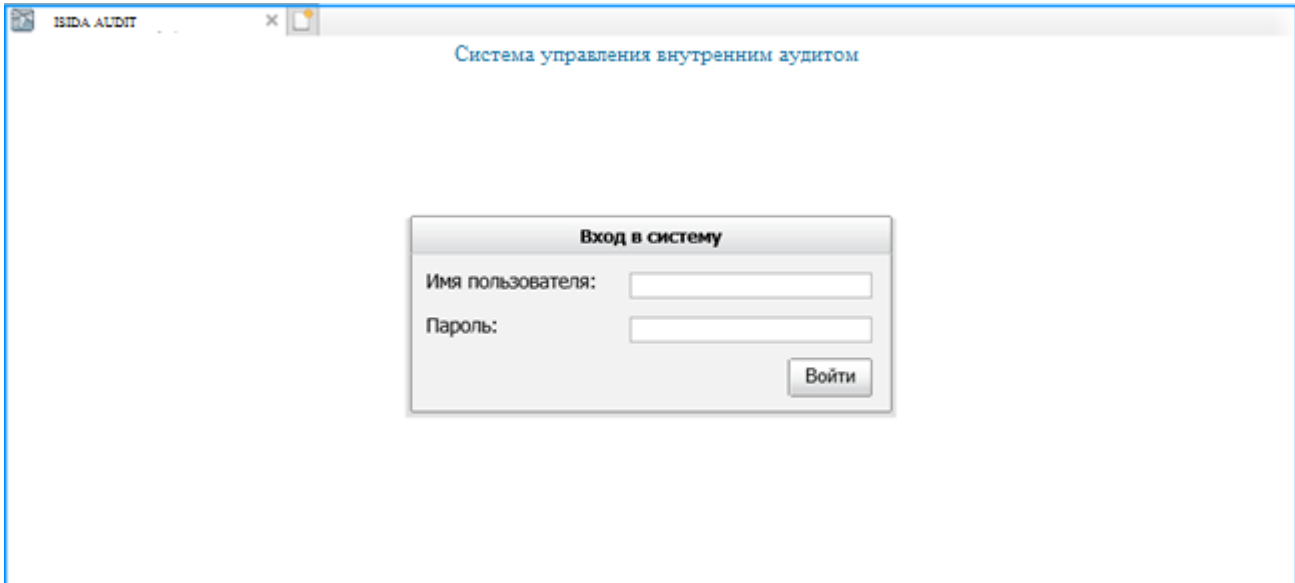 ISIDA AUDIT
Система управления внутренним аудитом
Вход в систему
Имя пользователя:
Пароль:
Войти